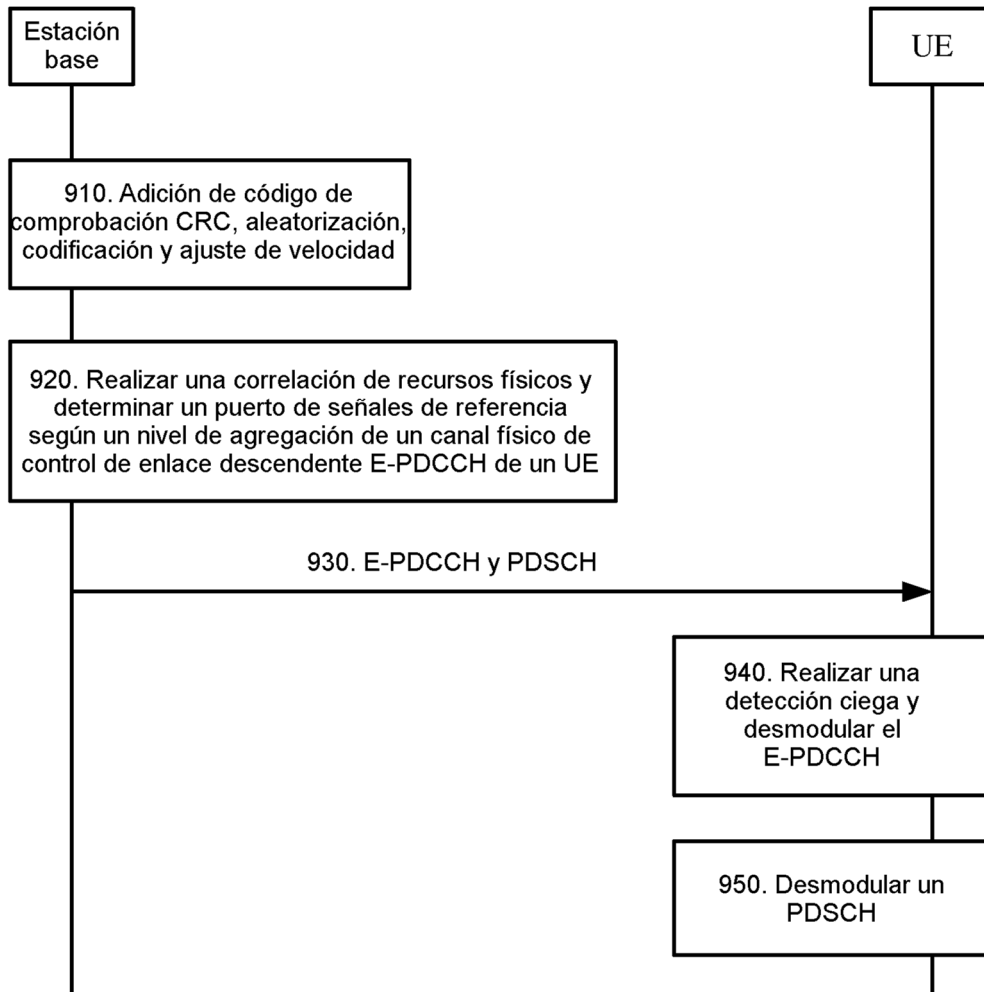 Estación
base
UE
910. Adición de código de
comprobación CRC, aleatorización,
codificación y ajuste de velocidad
920. Realizar una correlación de recursos físicos y
determinar un puerto de señales de referencia
según un nivel de agregación de un canal físico de
control de enlace descendente E-PDCCH de un UE
930. E-PDCCH y PDSCH
940. Realizar una
detección ciega y
desmodular el
E-PDCCH
950. Desmodular un
PDSCH